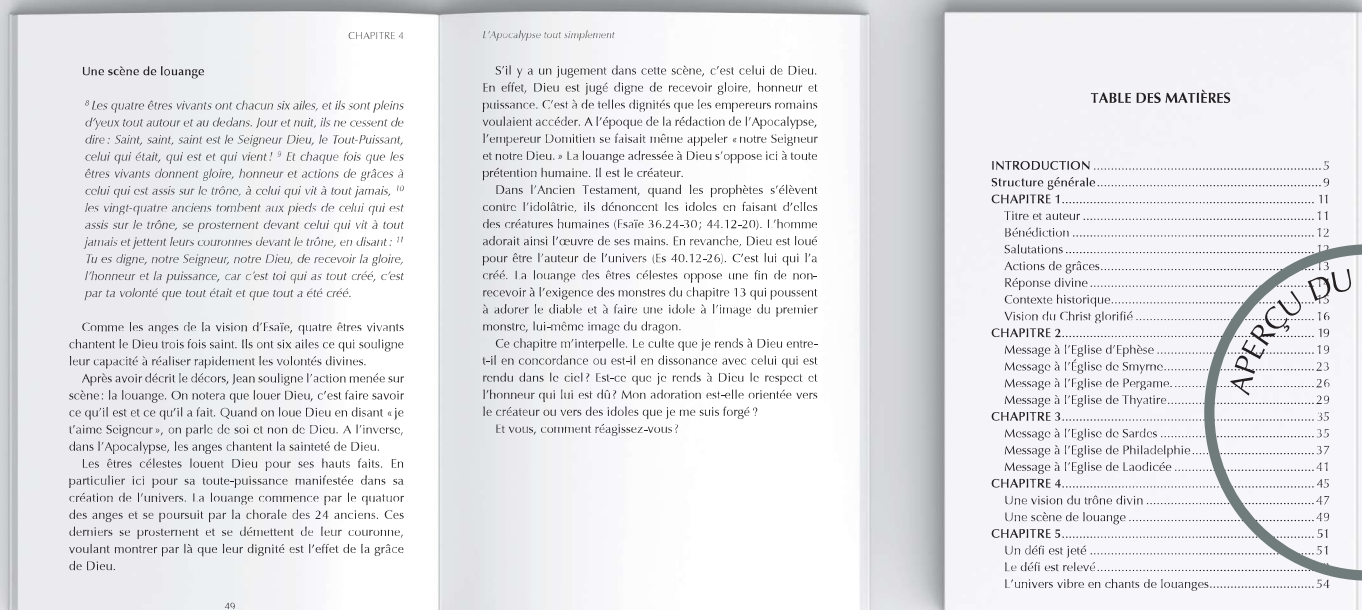 CHAPITRE 4
Une scène de louange
8 Les quatre êtres vivants ont chacun six ailes, et ils sont pleins
d'yeux tout autour et au dedans. Jour et nuit, ils ne cessent de
dire : Saint, saint, saint est le Seigneur Dieu, le Tout-Puissant,
celui qui était, qui est et qui vient ! 9 Et chaque fois que les
êtres vivants donnent gloire, honneur et actions de grâces à
celui qui est assis sur le trône, à celui qui vit à tout jamais, 10
les vingt-quatre anciens tombent aux pieds de celui qui est
assis sur le trône, se prosternent devant celui qui vit à tout
jamais et jettent leurs couronnes devant le trône, en disant : 11
Tu es digne, notre Seigneur, notre Dieu, de recevoir la gloire,
l'honneur et la puissance, car c'est toi qui as tout créé, c'est
par ta volonté que tout était et que tout a été créé.
Comme les anges de la vision d'Esaïe, quatre êtres vivants
chantent le Dieu trois fois saint. Ils ont six ailes ce qui souligne
leur capacité à réaliser rapidement les volontés divines.
Après avoir décrit le décors, Jean souligne l'action menée sur
scène : la louange. On notera que louer Dieu, c'est faire savoir
ce qu'il est et ce qu'il a fait. Quand on loue Dieu en disant « je
t'aime Seigneur », on parle de soi et non de Dieu. A l'inverse,
dans l'Apocalypse, les anges chantent la sainteté de Dieu.
Les êtres célestes louent Dieu pour ses hauts faits. En
particulier ici pour sa toute-puissance manifestée dans sa
création de l'univers. La louange commence par le quatuor
des anges et se poursuit par la chorale des 24 anciens. Ces
derniers se prosternent et se démettent de leur couronne,
voulant montrer par là que leur dignité est l'effet de la grâce
de Dieu.
49
L'Apocalypse tout simplement
S'il y a un jugement dans cette scène, c'est celui de Dieu.
En effet, Dieu est jugé digne de recevoir gloire, honneur et
puissance. C'est à de telles dignités que les empereurs romains
voulaient accéder. A l'époque de la rédaction de l'Apocalypse,
l'empereur Domitien se faisait même appeler « notre Seigneur
et notre Dieu. » La louange adressée à Dieu s'oppose ici à toute
prétention humaine. Il est le créateur.
Dans l'Ancien Testament, quand les prophètes s'élèvent
contre l'idolâtrie, ils dénoncent les idoles en faisant d'elles
des créatures humaines (Esaïe 36.24-30; 44.12-20). L'homme
adorait ainsi l'œuvre de ses mains. En revanche, Dieu est loué
pour être l'auteur de l'univers (Es 40.12-26). C'est lui qui l'a
créé. La louange des êtres célestes oppose une fin de non-
recevoir à l'exigence des monstres du chapitre 13 qui poussent
à adorer le diable et à faire une idole à l'image du premier
monstre, lui-même image du dragon.
Ce chapitre m'interpelle. Le culte que je rends à Dieu entre-
t-il en concordance ou est-il en dissonance avec celui qui est
rendu dans le ciel ? Est-ce que je rends à Dieu le respect et
l'honneur qui lui est dû ? Mon adoration est-elle orientée vers
le créateur ou vers des idoles que je me suis forgé ?
Et vous, comment réagissez-vous ?
TABLE DES MATIÈRES
INTRODUCTION ..... 5
Structure générale ..... 9
CHAPITRE 1 ..... 11
Titre et auteur ..... 11
Bénédiction ..... 12
Salutations ..... 12
Actions de grâces ..... 13
Réponse divine .....
Contexte historique ..... 15
Vision du Christ glorifié ..... 16
CHAPITRE 2 ..... 19
Message à l'Eglise d'Ephèse ..... 19
Message à l'Église de Smyrne ..... 23
Message à l'Eglise de Pergame ..... 26
Message à l'Eglise de Thyatire ..... 29
CHAPITRE 3 ..... 35
Message à l'Eglise de Sardes ..... 35
Message à l'Eglise de Philadelphie ..... 37
Message à l'Eglise de Laodicée ..... 41
CHAPITRE 4 ..... 45
Une vision du trône divin ..... 47
Une scène de louange ..... 49
CHAPITRE 5 ..... 51
Un défi est jeté ..... 51
Le défi est relevé .....
L'univers vibre en chants de louanges ..... 54
APERÇU DU